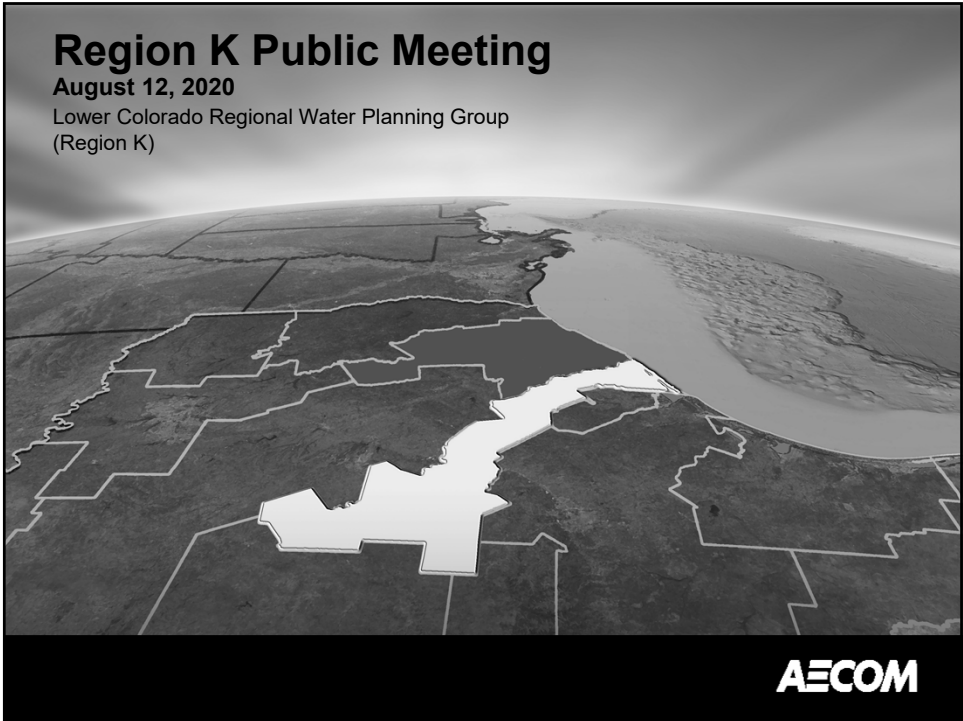 Region K Public Meeting
August 12, 2020
Lower Colorado Regional Water Planning Group
(Region K)
AECOM